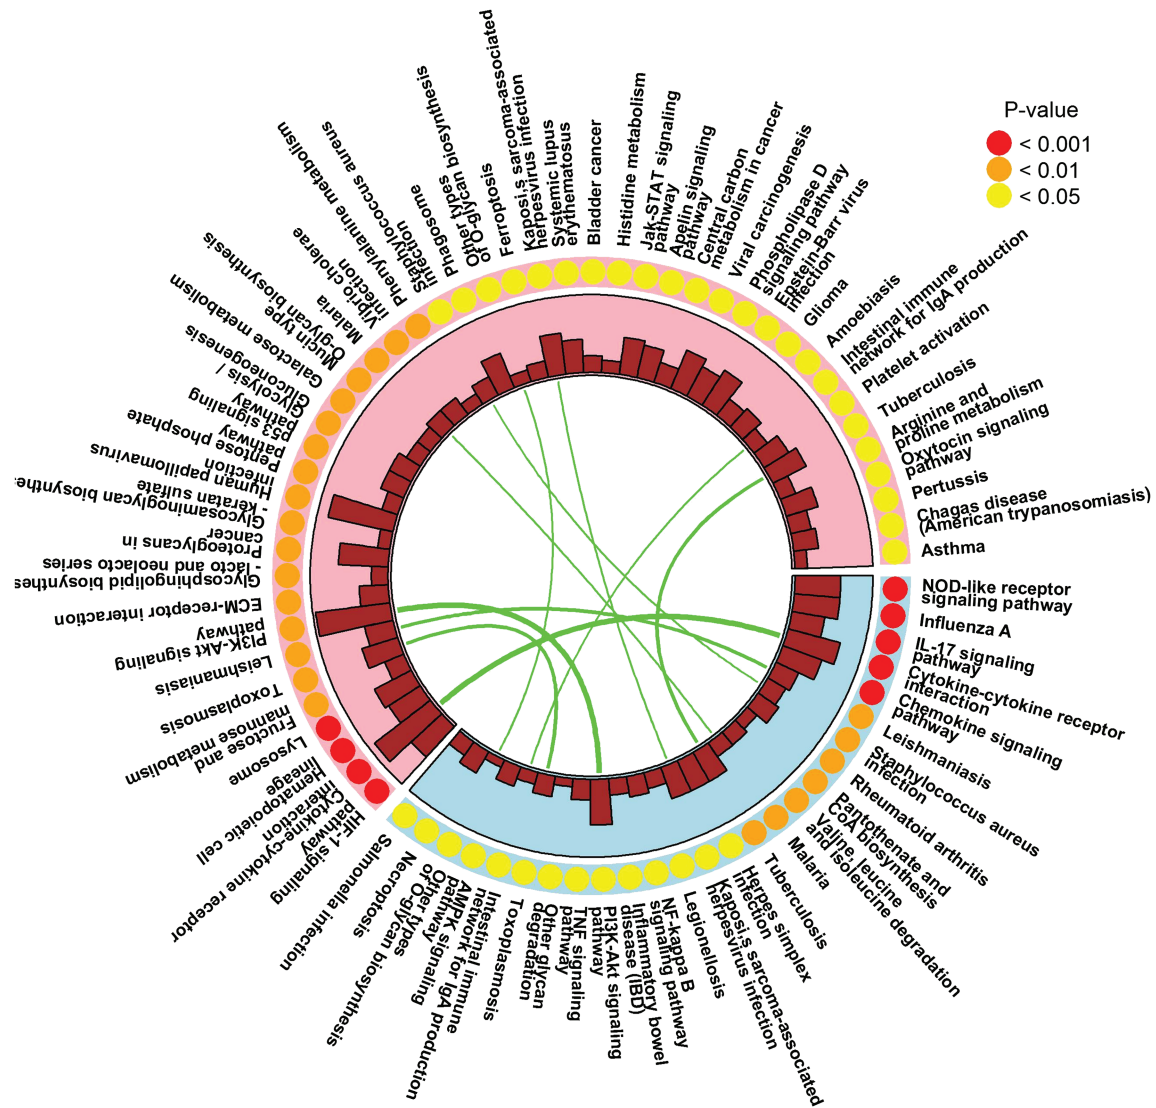 P-value
< 0.001
< 0.01
< 0.05
NOD-like receptor
signaling pathway
Influenza A
IL-17 signaling
pathway
Cytokine-cytokine receptor
interaction
Chemokine signaling
pathway
Leishmaniasis
Staphylococcus aureus
infection
Rheumatoid arthritis
Pantothenate and
CoA biosynthesis
Valine, leucine
and isoleucine degradation
Malaria
Tuberculosis
Herpes simplex
infection
Kaposi,s sarcoma-associated
herpesvirus infection
Legionellosis
NF-kappa B
signaling pathway
Inflammatory bowel
disease (IBD)
PI3K-Akt signaling
pathway
TNF signaling
pathway
Other glycan
degradation
Toxoplasmosis
Intestinal immune
network for IgA production
AMPK signaling
pathway
Other types
of O-glycan biosynthesis
Necroptosis
Salmonella infection
HIF-1 signaling
pathway
Cytokine-cytokine receptor
interaction
Hematopoietic cell
lineage
Lysosome
Fructose and
mannose metabolism
Toxoplasmosis
Leishmaniasis
PI3K-Akt signaling
pathway
ECM-receptor interaction
Glycosphingolipid biosynthes
- lacto and neolacto series
Proteoglycans in
cancer
Glycosaminoglycan biosynthe
- Keratan sulfate
Human papillomavirus
infection
Pentose phosphate
pathway
p53 signaling
pathway
Glycolysis /
Gluconeogenesis
Galactose metabolism
Mucin type
O-glycan biosynthesis
Malaria
Vibrio cholerae
infection
Phenylalanine metabolism
Staphylococcus aureus
infection
Phagosome
Other types
of O-glycan biosynthesis
Ferroptosis
Kaposi,s sarcoma-associated
herpesvirus infection
Systemic lupus
erythematosus
Bladder cancer
Histidine metabolism
Jak-STAT signaling
pathway
Apelin signaling
pathway
Central carbon
metabolism in cancer
Viral carcinogenesis
Phospholipase D
signaling pathway
Epstein-Barr virus
infection
Glioma
Amoebiasis
Intestinal immune
network for IgA production
Platelet activation
Tuberculosis
Arginine and
proline metabolism
Oxytocin signaling
pathway
Pertussis
Chagas disease
(American trypanosomiasis)
Asthma